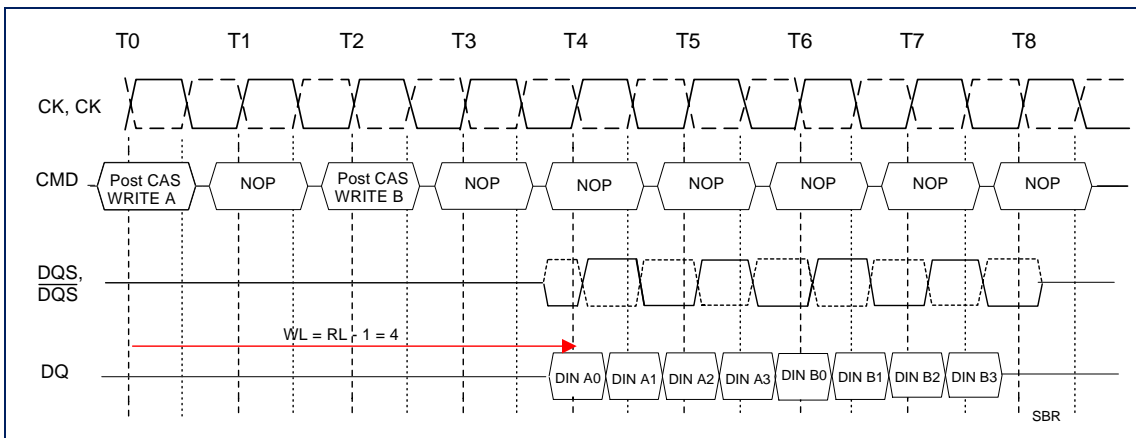 T0 T1 T2 T3 T4 T5 T6 T7 T8
CK, CK
CMD
Post CAS
WRITE A
NOP
Post CAS
WRITE B
NOP
NOP
NOP
NOP
NOP
NOP
DQS,
DQS
WL = RL - 1 = 4
DQ
DIN A0 DIN A1 DIN A2 DIN A3 DIN B0 DIN B1 DIN B2 DIN B3
SBR